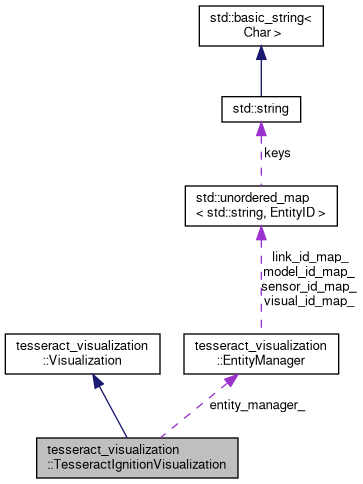 std::basic_string<
Char >
std::string
keys
std::unordered_map
< std::string, EntityID >
link_id_map_
model_id_map_
sensor_id_map_
visual_id_map_
tesseract_visualization
::Visualization
tesseract_visualization
::EntityManager
entity_manager_
tesseract_visualization
::TesseractIgnitionVisualization